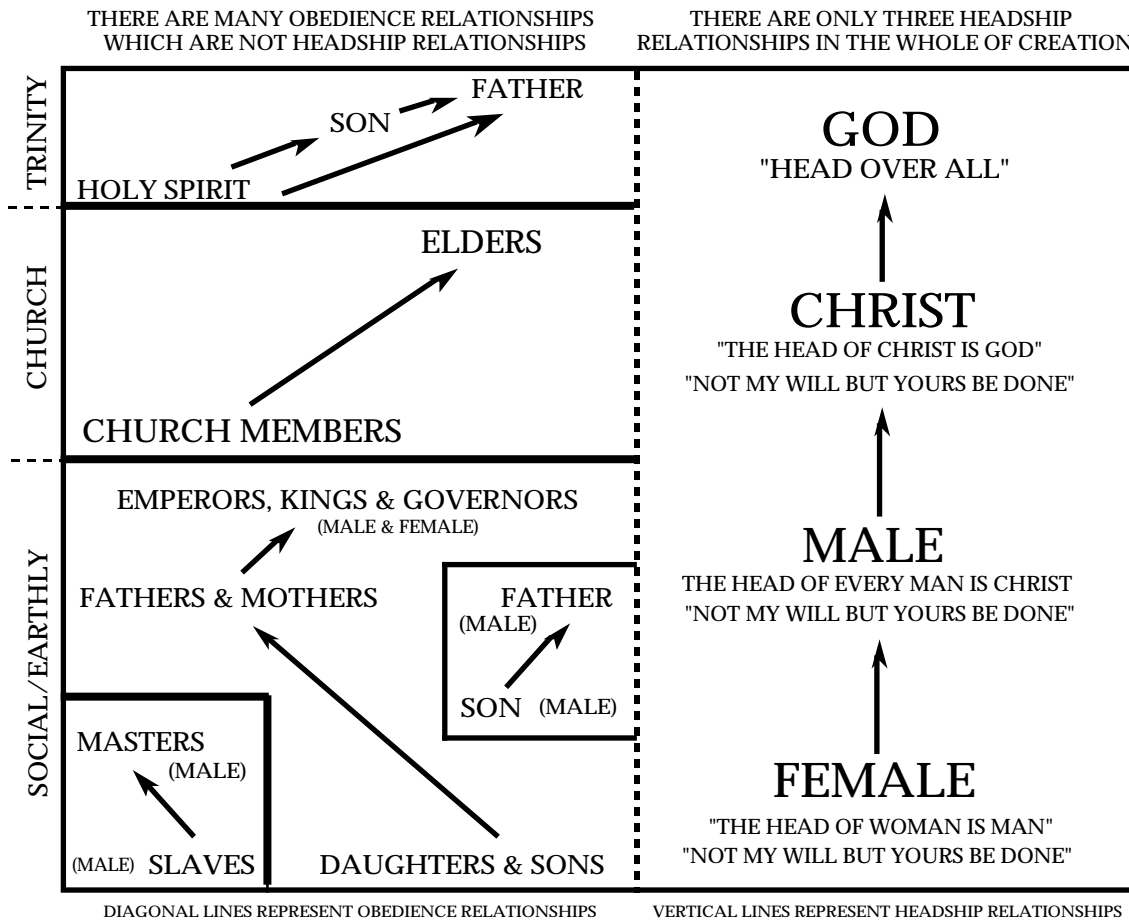 THERE ARE MANY OBEDIENCE RELATIONSHIPS
WHICH ARE NOT HEADSHIP RELATIONSHIPS
THERE ARE ONLY THREE HEADSHIP
RELATIONSHIPS IN THE WHOLE OF CREATION
TRINITY
FATHER
SON
HOLY SPIRIT
CHURCH
ELDERS
CHURCH MEMBERS
SOCIAL/EARTHLY
EMPERORS, KINGS & GOVERNORS
(MALE & FEMALE)
FATHERS & MOTHERS
FATHER
(MALE)
SON (MALE)
MASTERS
(MALE)
(MALE) SLAVES
DAUGHTERS & SONS
GOD
"HEAD OVER ALL"
CHRIST
"THE HEAD OF CHRIST IS GOD"
"NOT MY WILL BUT YOURS BE DONE"
MALE
THE HEAD OF EVERY MAN IS CHRIST
"NOT MY WILL BUT YOURS BE DONE"
FEMALE
"THE HEAD OF WOMAN IS MAN"
"NOT MY WILL BUT YOURS BE DONE"
DIAGONAL LINES REPRESENT OBEDIENCE RELATIONSHIPS
VERTICAL LINES REPRESENT HEADSHIP RELATIONSHIPS